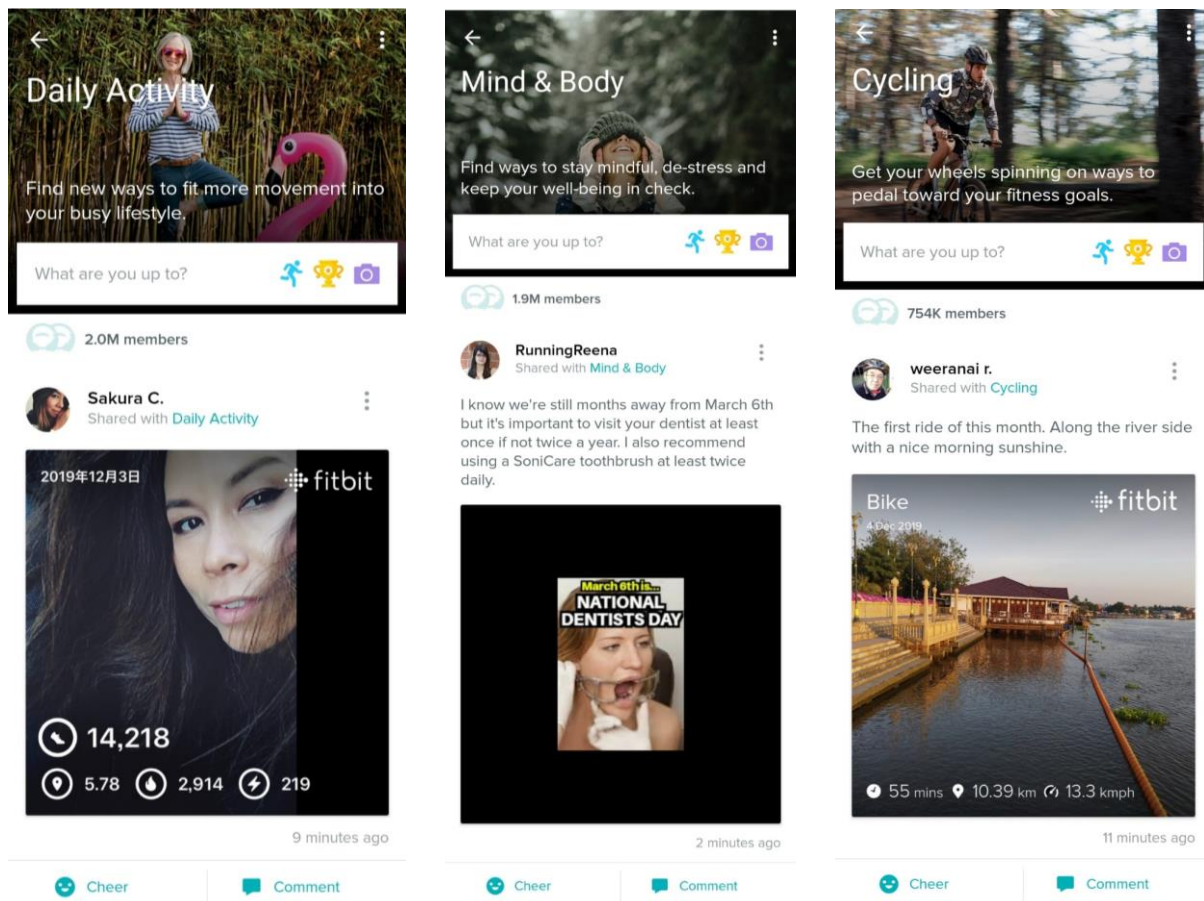 Daily Activity
Find new ways to fit more movement into
your busy lifestyle.
What are you up to?
2.0M members
Sakura C.
Shared with Daily Activity
2019年12月3日
fitbit
14,218
5.78 2,914 219
9 minutes ago
Cheer Comment
Mind & Body
Find ways to stay mindful, de-stress and
keep your well-being in check.
What are you up to?
1.9M members
RunningReena
Shared with Mind & Body
I know we're still months away from March 6th
but it's important to visit your dentist at least
once if not twice a year. I also recommend
using a SoniCare toothbrush at least twice
daily.
March 6th is...
NATIONAL
DENTISTS DAY
2 minutes ago
Cheer Comment
Cycling
Get your wheels spinning on ways to
pedal toward your fitness goals.
What are you up to?
754K members
weeranai r.
Shared with Cycling
The first ride of this month. Along the river side
with a nice morning sunshine.
Bike
fitbit
4 Dec 2019
55 mins 10.39 km 13.3 kmph
11 minutes ago
Cheer Comment